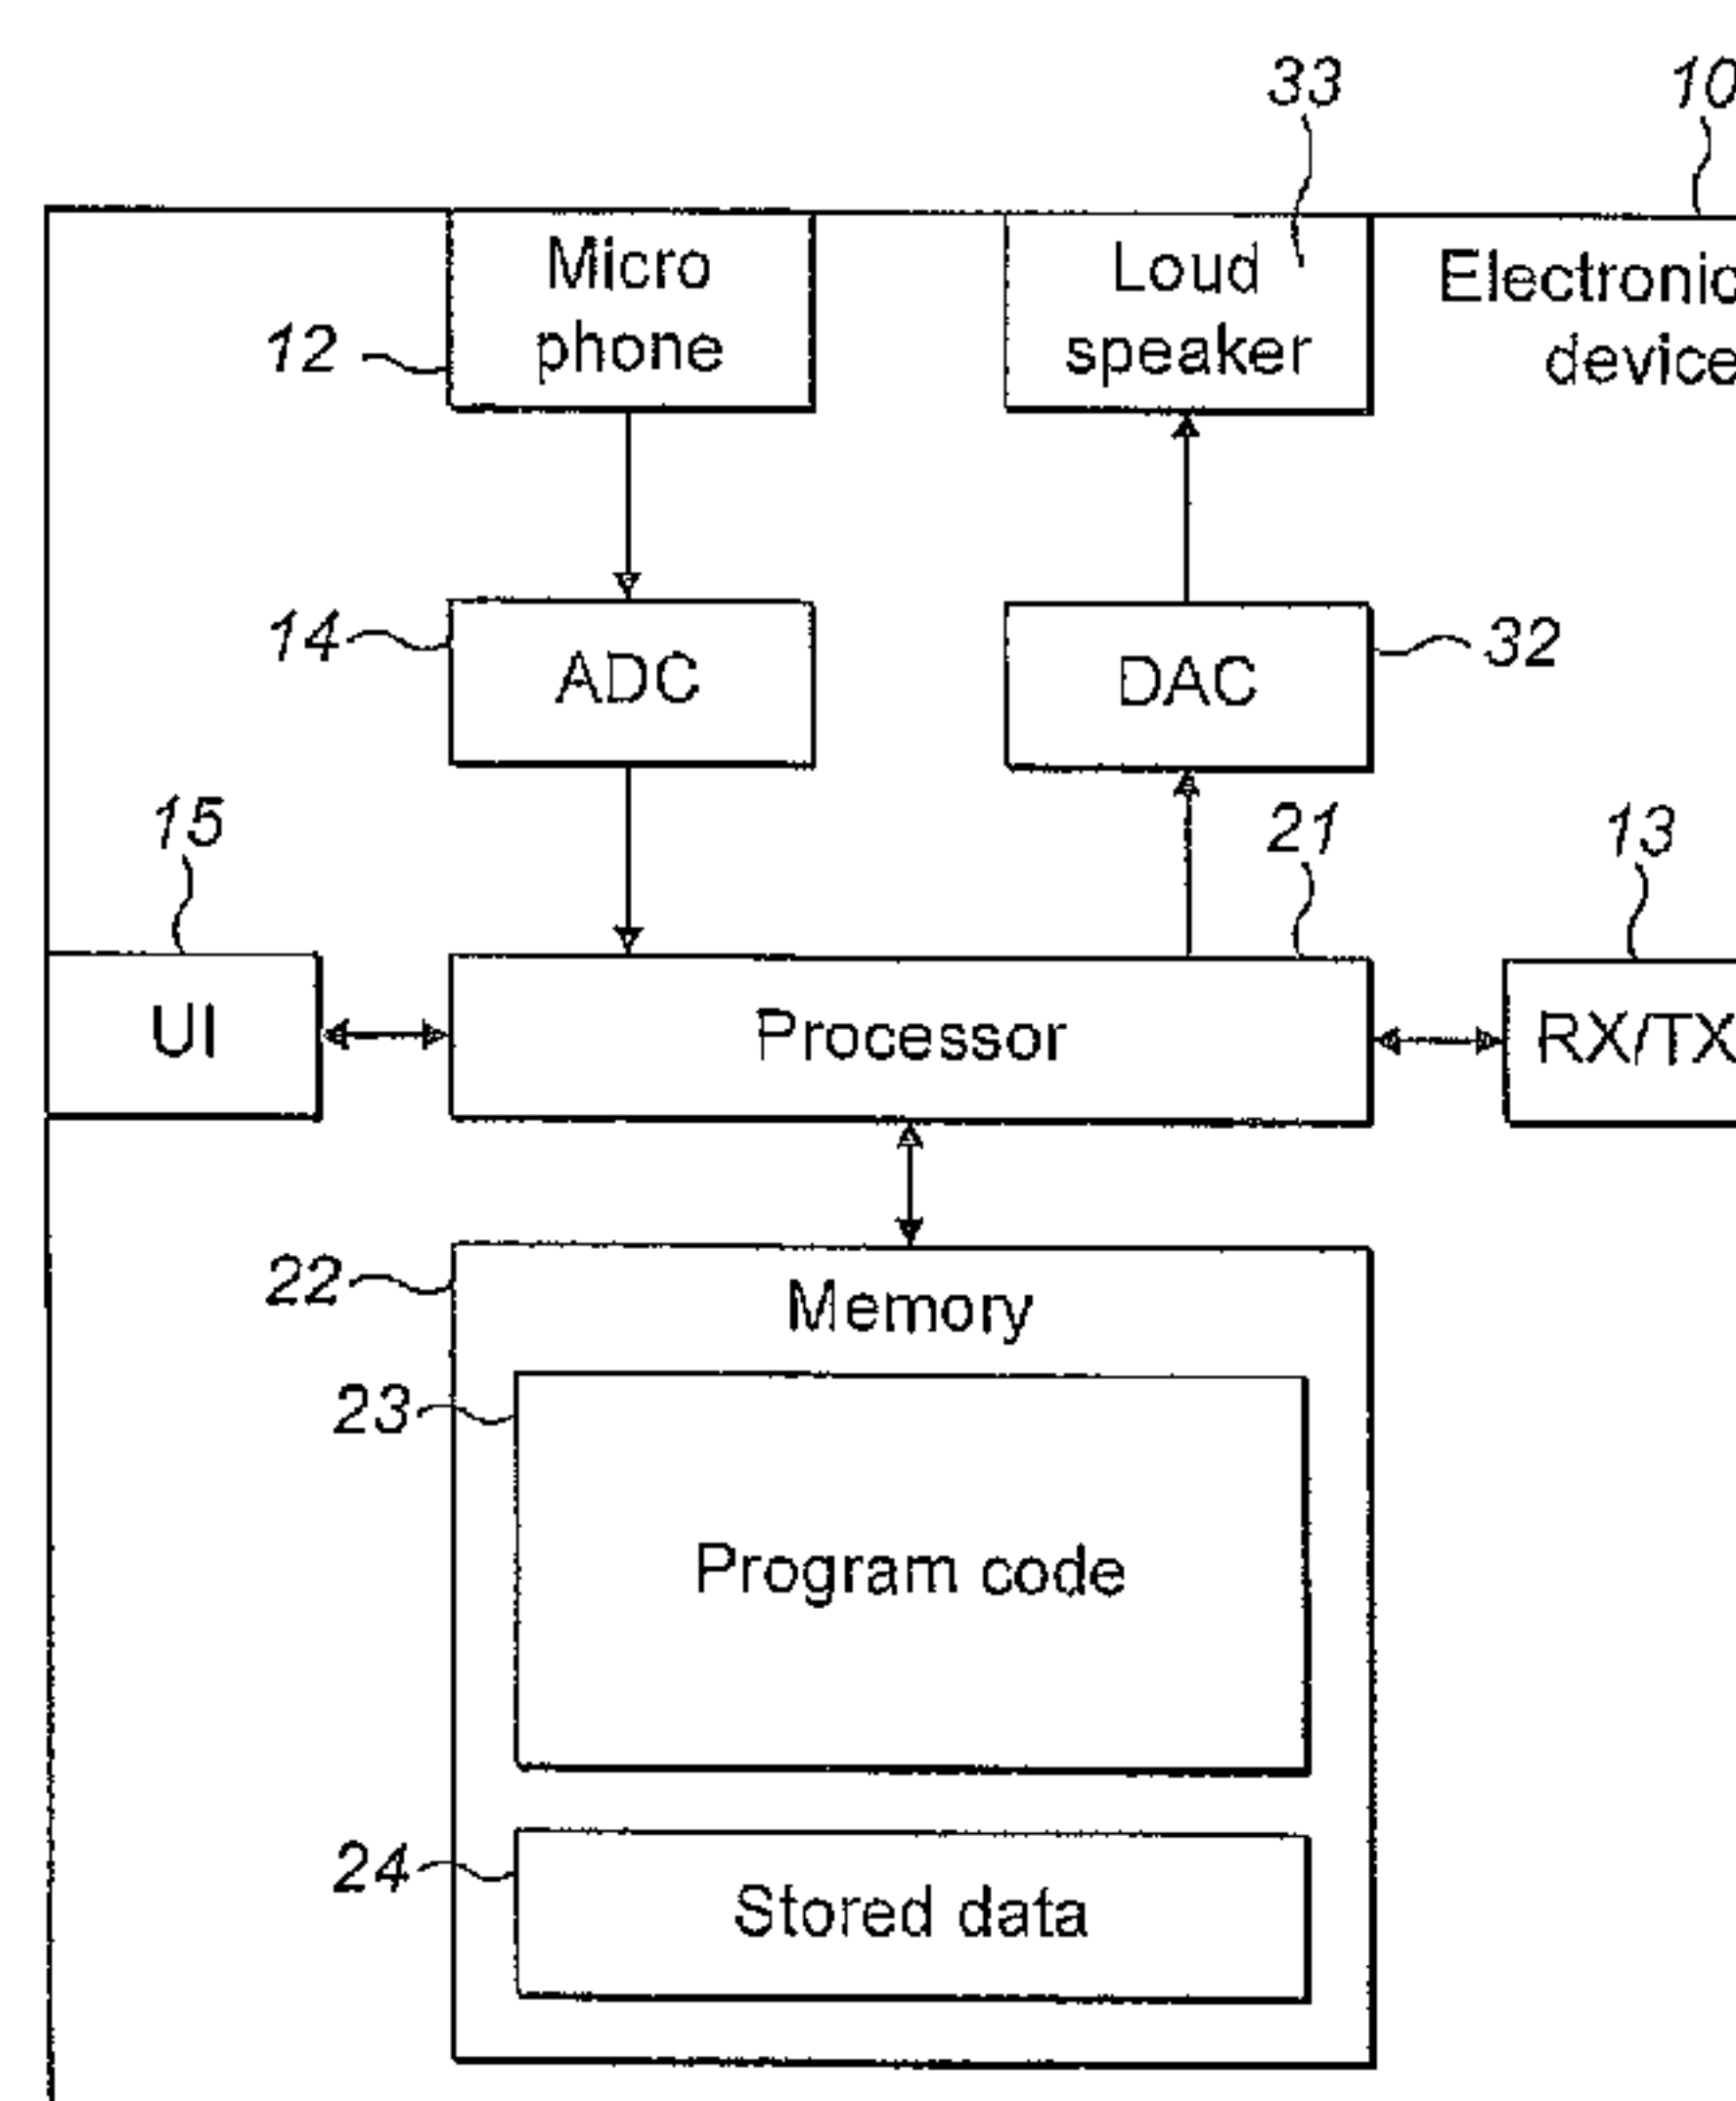 33
10
Micro
phone
Loud
speaker
Electronic
device
12
14
ADC
DAC
32
15
21
13
UI
Processor
RX/TX
22
Memory
23
Program code
24
Stored data